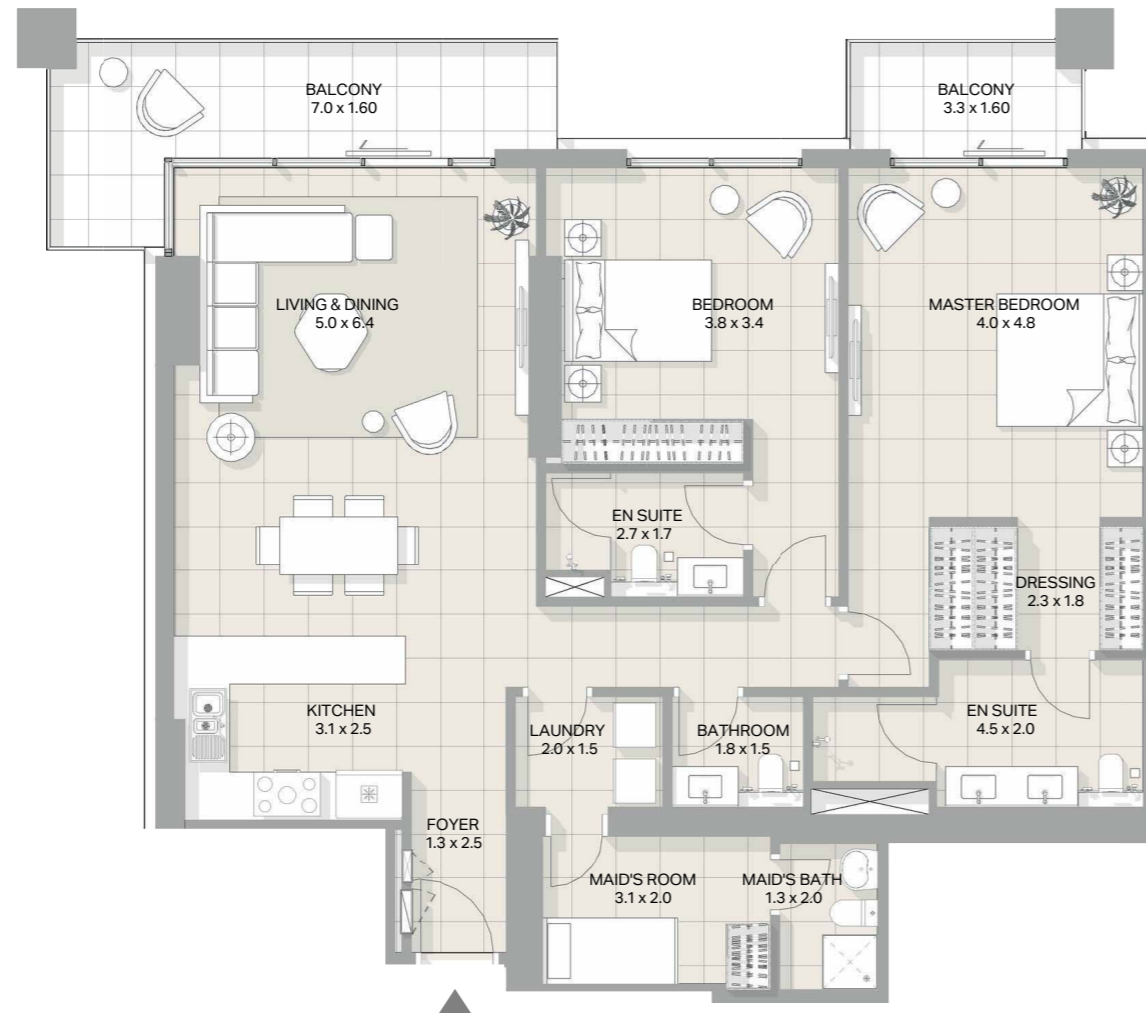 BALCONY
7.0 x 1.60
BALCONY
3.3 x 1.60
LIVING & DINING
5.0 x 6.4
BEDROOM
3.8 x 3.4
MASTER BEDROOM
4.0 x 4.8
EN SUITE
2.7 x 1.7
DRESSING
2.3 x 1.8
KITCHEN
3.1 x 2.5
LAUNDRY
2.0 x 1.5
BATHROOM
1.8 x 1.5
EN SUITE
4.5 x 2.0
FOYER
1.3 x 2.5
MAID'S ROOM
3.1 x 2.0
MAID'S BATH
1.3 x 2.0